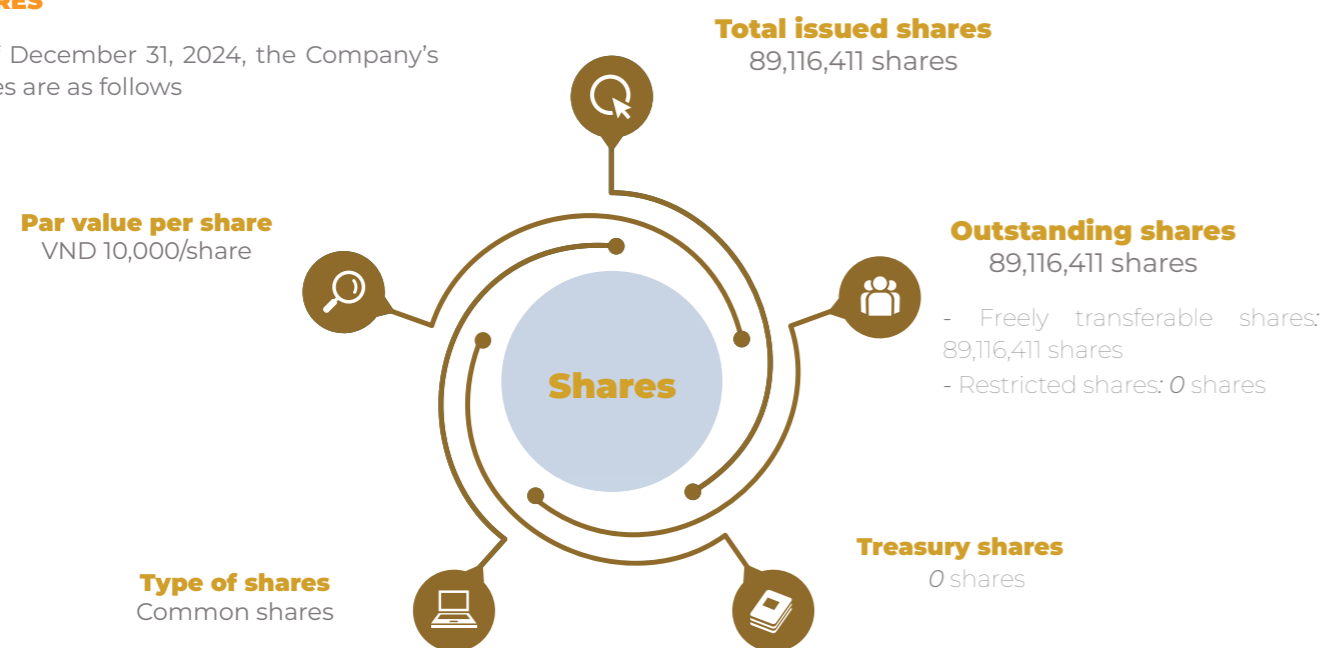 RES
December 31, 2024, the Company's
es are as follows
Total issued shares
89,116,411 shares
Par value per share
VND 10,000/share
Outstanding shares
89,116,411 shares
- Freely transferable shares:
89,116,411 shares
- Restricted shares: 0 shares
Shares
Treasury shares
0 shares
Type of shares
Common shares